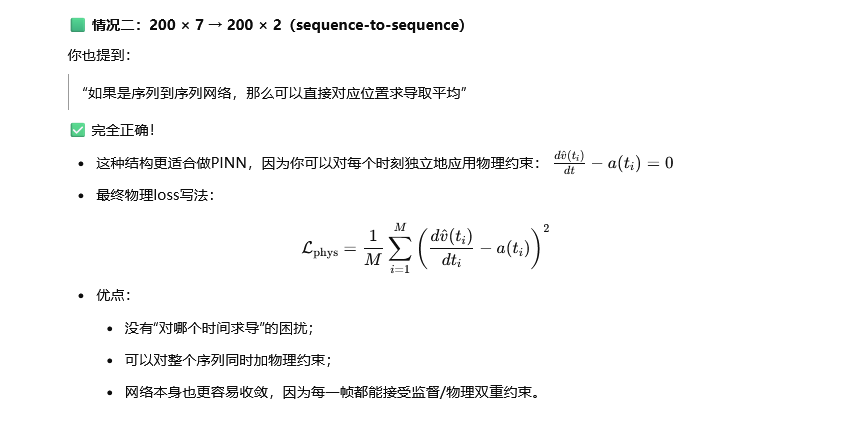 🟩 情况二：200 × 7 → 200 × 2（sequence-to-sequence）
你也提到：
“如果是序列到序列网络，那么可以直接对应位置求导取平均”
✅ 完全正确！
• 这种结构更适合做PINN，因为你可以对每个时刻独立地应用物理约束： $\frac{d\hat{v}(t_i)}{dt} - a(t_i) = 0$
• 最终物理loss写法：
$\mathcal{L}_{\text{phys}} = \frac{1}{M} \sum_{i=1}^{M} \left( \frac{d\hat{v}(t_i)}{dt_i} - a(t_i) \right)^2$
• 优点：
• 没有“对哪个时间求导”的困扰；
• 可以对整个序列同时加物理约束；
• 网络本身也更容易收敛，因为每一帧都能接受监督/物理双重约束。